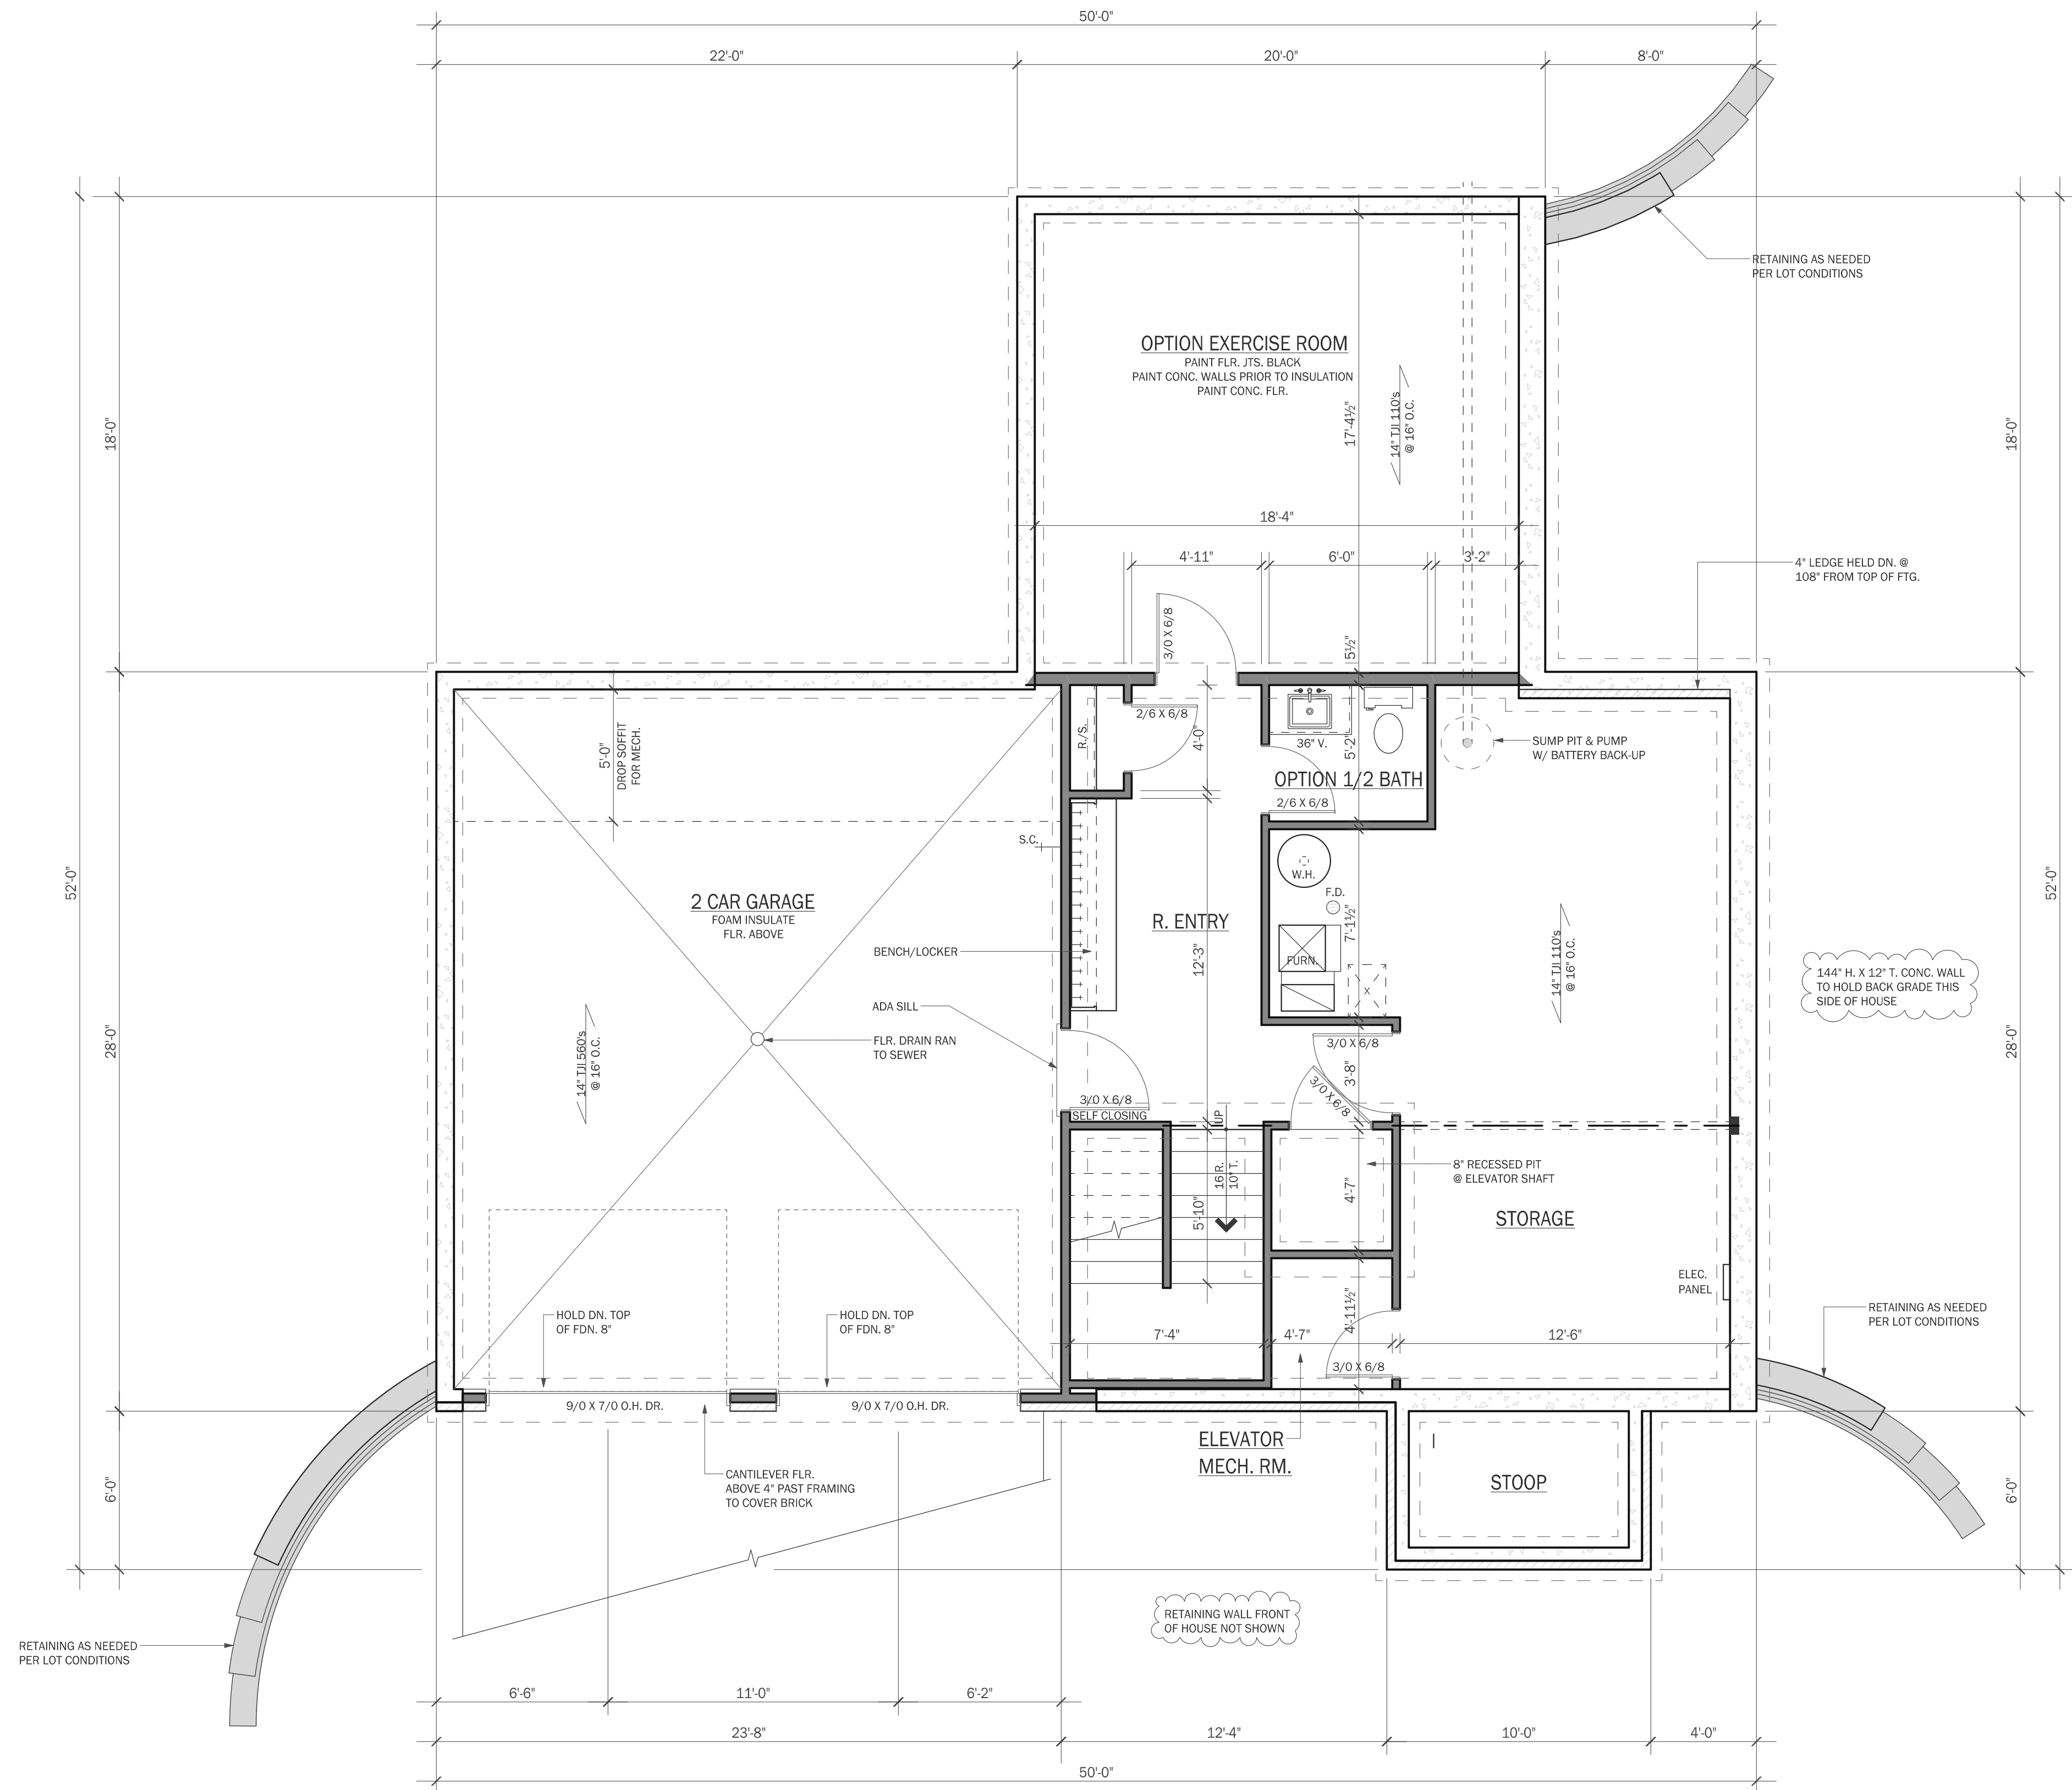 50'-0"
22'-0"
20'-0"
8'-0"
RETAINING AS NEEDED
PER LOT CONDITIONS
OPTION EXERCISE ROOM
PAINT FLR. JTS. BLACK
PAINT CONC. WALLS PRIOR TO INSULATION
PAINT CONC. FLR.
14" TJI 110's
@ 16" O.C.
17'-4½"
18'-0"
18'-0"
18'-4"
4'-11"
6'-0"
3'-2"
4" LEDGE HELD DN. @
108" FROM TOP OF FTG.
3/0 X 6/8
5½"
2/6 X 6/8
R./S.
4'-0"
36" V.
5'-2"
OPTION 1/2 BATH
2/6 X 6/8
SUMP PIT & PUMP
W/ BATTERY BACK-UP
5'-0"
DROP SOFFIT
FOR MECH.
S.C.
52'-0"
52'-0"
2 CAR GARAGE
FOAM INSULATE
FLR. ABOVE
W.H.
F.D.
7'-1½"
FURN.
X
R. ENTRY
12'-3"
BENCH/LOCKER
14" TJI 110's
@ 16" O.C.
144" H. X 12" T. CONC. WALL
TO HOLD BACK GRADE THIS
SIDE OF HOUSE
ADA SILL
FLR. DRAIN RAN
TO SEWER
28'-0"
28'-0"
14" TJI 560's
@ 16" O.C.
3/0 X 6/8
3'-8"
3/0 X 6/8
3/0 X 6/8
SELF CLOSING
UP
16 R.
10" T.
5'-10"
8" RECESSED PIT
@ ELEVATOR SHAFT
4'-7"
STORAGE
ELEC.
PANEL
HOLD DN. TOP
OF FDN. 8"
HOLD DN. TOP
OF FDN. 8"
4'-11½"
7'-4"
4'-7"
12'-6"
3/0 X 6/8
RETAINING AS NEEDED
PER LOT CONDITIONS
9/0 X 7/0 O.H. DR.
9/0 X 7/0 O.H. DR.
ELEVATOR
MECH. RM.
CANTILEVER FLR.
ABOVE 4" PAST FRAMING
TO COVER BRICK
STOOP
6'-0"
6'-0"
RETAINING WALL FRONT
OF HOUSE NOT SHOWN
RETAINING AS NEEDED
PER LOT CONDITIONS
6'-6"
11'-0"
6'-2"
23'-8"
12'-4"
10'-0"
4'-0"
50'-0"